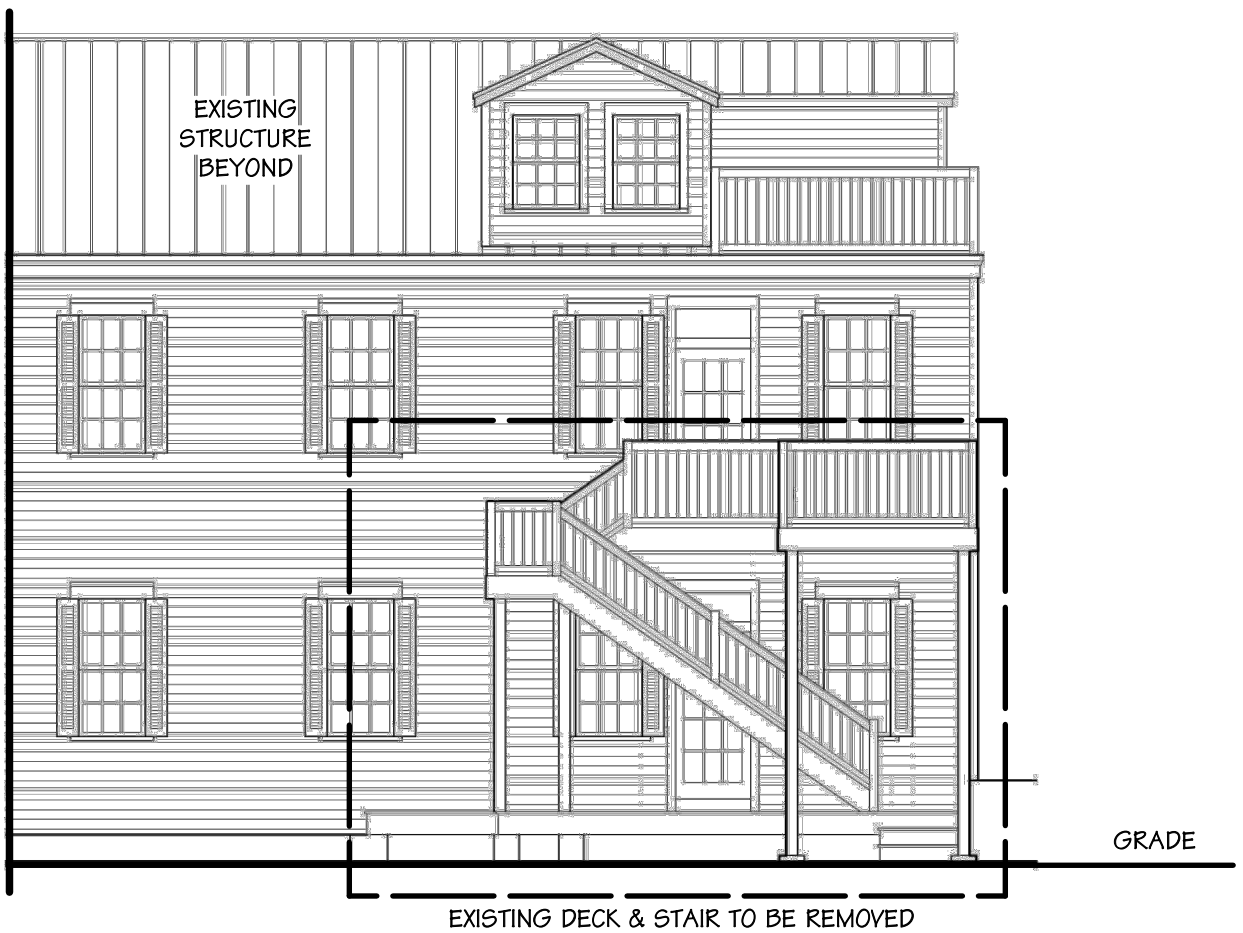 EXISTING
STRUCTURE
BEYOND
GRADE
EXISTING DECK & STAIR TO BE REMOVED